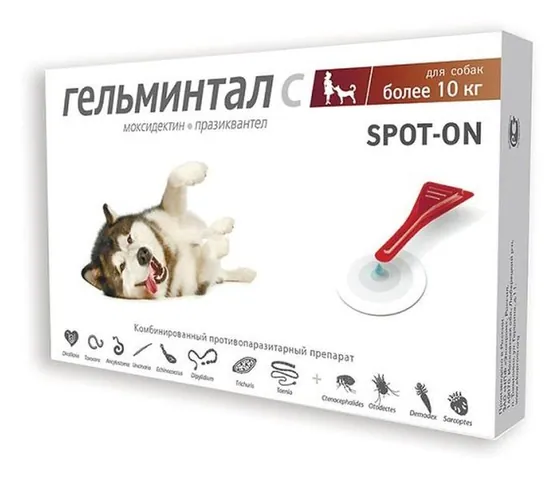 гельминтал С
моксидектин • празиквантел
для собак
более 10 кг
SPOT-ON
Комбинированный противопаразитарный препарат
Dirofilaria Toxocara Ancylostoma Uncinaria Echinococcus Dipylidium Trichuris Taenia + Ctenocephalides Otodectes Demodex Sarcoptes